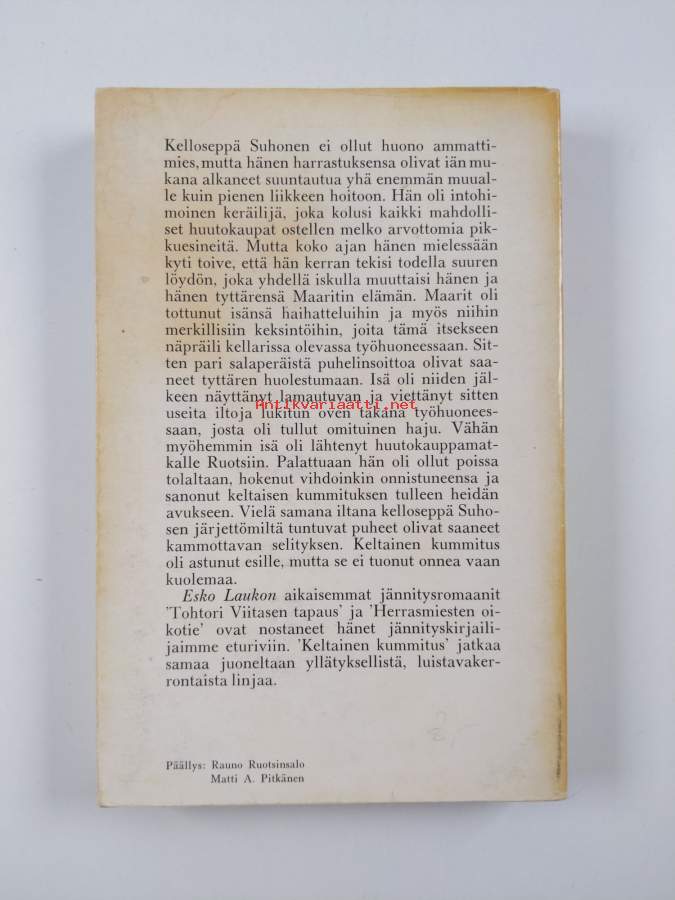 Kelloseppä Suhonen ei ollut huono ammatti-
mies, mutta hänen harrastuksensa olivat iän mu-
kana alkaneet suuntautua yhä enemmän muual-
le kuin pienen liikkeen hoitoon. Hän oli intohi-
moinen keräilijä, joka kolusi kaikki mahdolli-
set huutokaupat ostellen melko arvottomia pik-
kuesineitä. Mutta koko ajan hänen mielessään
kyti toive, että hän kerran tekisi todella suuren
löydön, joka yhdellä iskulla muuttaisi hänen ja
hänen tyttärensä Maaritin elämän. Maarit oli
tottunut isänsä haihatteluihin ja myös niihin
merkillisiin keksintöihin, joita tämä itsekseen
näpräili kellarissa olevassa työhuoneessaan. Sit-
ten pari salaperäistä puhelinsoittoa olivat saa-
neet tyttären huolestumaan. Isä oli niiden jäl-
keen näyttänyt lamautuvan ja viettänyt sitten
Antikvariaatti.net
useita iltoja lukitun oven takana työhuonees-
saan, josta oli tullut omituinen haju. Vähän
myöhemmin isä oli lähtenyt huutokauppamat-
kalle Ruotsiin. Palattuaan hän oli ollut poissa
tolaltaan, hokenut vihdoinkin onnistuneensa ja
sanonut keltaisen kummituksen tulleen heidän
avukseen. Vielä samana iltana kelloseppä Suho-
sen järjettömiltä tuntuvat puheet olivat saaneet
kammottavan selityksen. Keltainen kummitus
oli astunut esille, mutta se ei tuonut onnea vaan
kuolemaa.
Esko Laukon aikaisemmat jännitysromaanit
'Tohtori Viitasen tapaus' ja 'Herrasmiesten oi-
kotie' ovat nostaneet hänet jännityskirjaili-
jaimme eturiviin. 'Keltainen kummitus' jatkaa
samaa juoneltaan yllätyksellistä, luistavaker-
rontaista linjaa.
Päällys: Rauno Ruotsinsalo
Matti A. Pitkänen